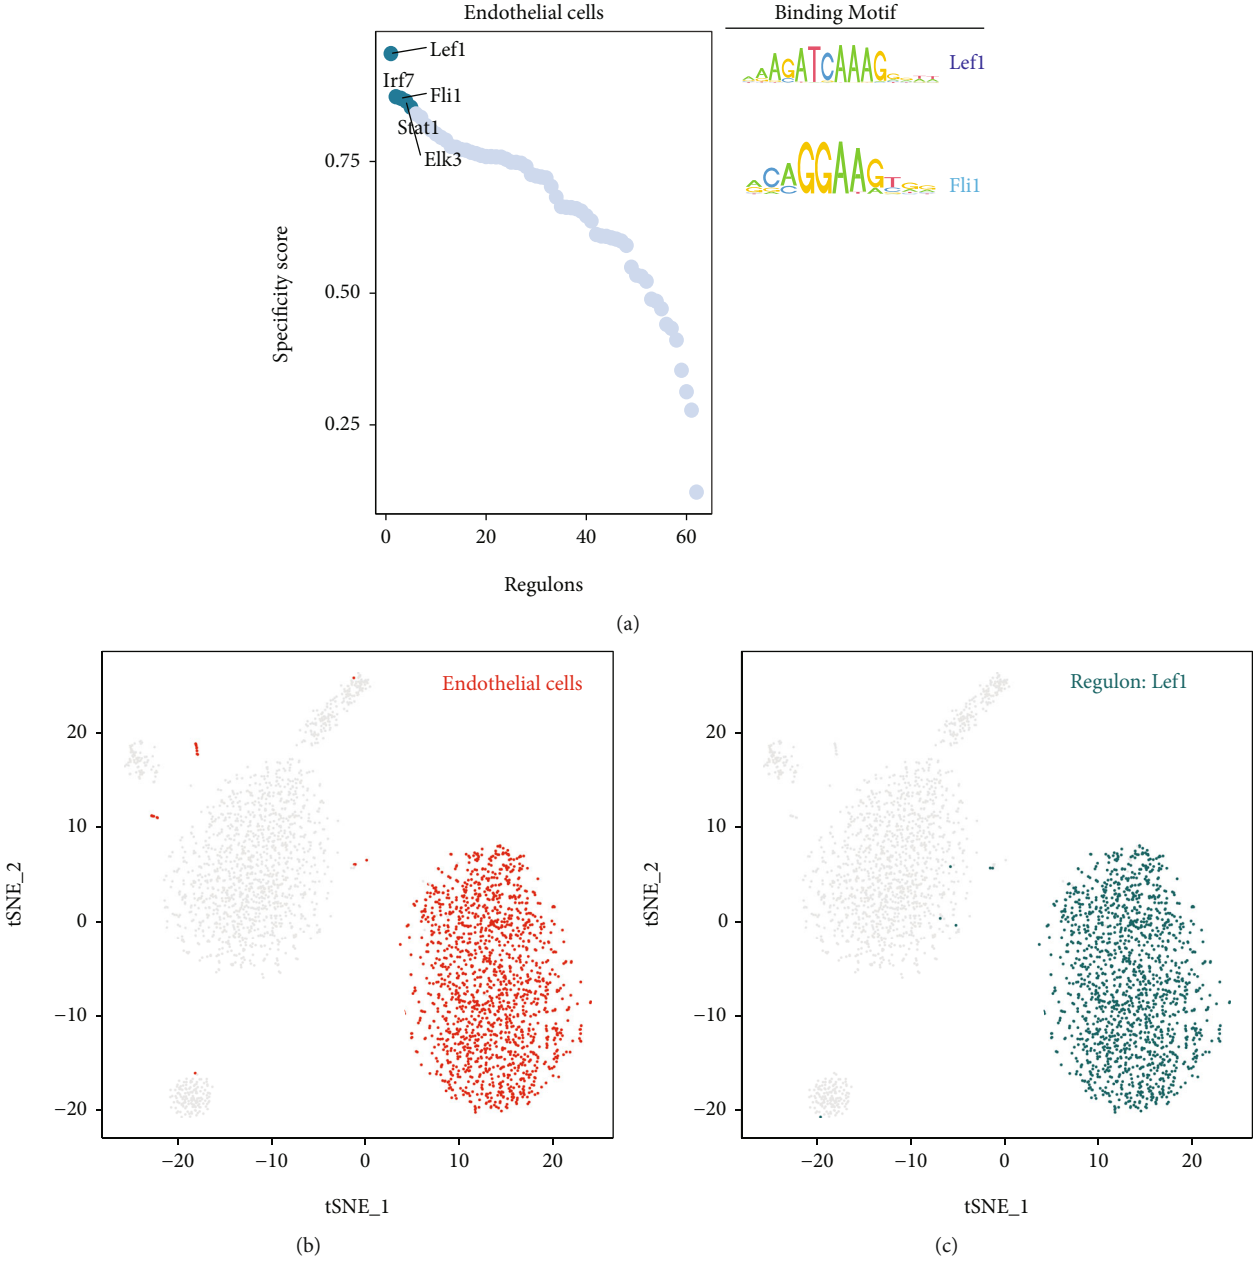 Endothelial cells
Binding Motif
Lef1
Irf7
Fli1
Stat1
Elk3
0.75
0.50
0.25
Specificity score
0 20 40 60
Regulons
AGATCAAAG
Lef1
ACAGGAAGT
Fli1
(a)
Endothelial cells
20
10
0
−10
−20
tSNE_2
−20 −10 0 10 20
tSNE_1
(b)
Regulon: Lef1
20
10
0
−10
−20
tSNE_2
−20 −10 0 10 20
tSNE_1
(c)